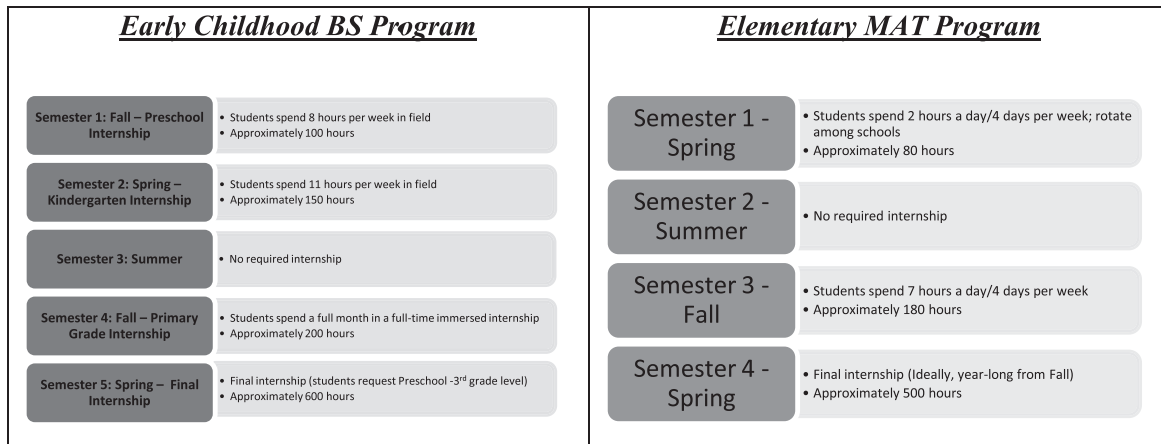 Early Childhood BS Program
Semester 1: Fall – Preschool
Internship
• Students spend 8 hours per week in field
• Approximately 100 hours
Semester 2: Spring –
Kindergarten Internship
• Students spend 11 hours per week in field
• Approximately 150 hours
Semester 3: Summer
• No required internship
Semester 4: Fall – Primary
Grade Internship
• Students spend a full month in a full-time immersed internship
• Approximately 200 hours
Semester 5: Spring – Final
Internship
• Final internship (students request Preschool -3rd grade level)
• Approximately 600 hours
Elementary MAT Program
Semester 1 -
Spring
• Students spend 2 hours a day/4 days per week; rotate
among schools
• Approximately 80 hours
Semester 2 -
Summer
• No required internship
Semester 3 -
Fall
• Students spend 7 hours a day/4 days per week
• Approximately 180 hours
Semester 4 -
Spring
• Final internship (Ideally, year-long from Fall)
• Approximately 500 hours